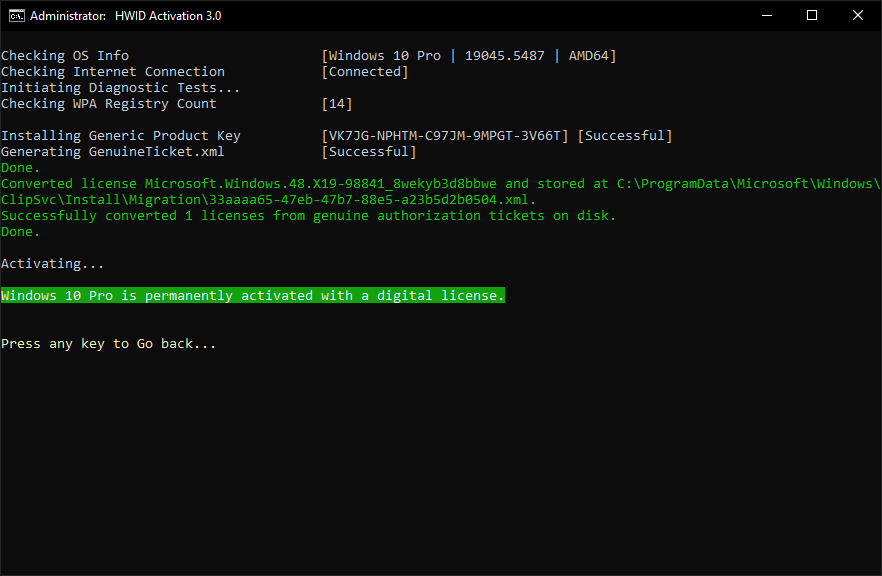 Administrator:  HWID Activation 3.0
Checking OS Info                        [Windows 10 Pro | 19045.5487 | AMD64]
Checking Internet Connection            [Connected]
Initiating Diagnostic Tests...
Checking WPA Registry Count             [14]
Installing Generic Product Key          [VK7JG-NPHTM-C97JM-9MPGT-3V66T] [Successful]
Generating GenuineTicket.xml            [Successful]
Done.
Converted license Microsoft.Windows.48.X19-98841_8wekyb3d8bbwe and stored at C:\ProgramData\Microsoft\Windows\
ClipSvc\Install\Migration\33aaaa65-47eb-47b7-88e5-a23b5d2b0504.xml.
Successfully converted 1 licenses from genuine authorization tickets on disk.
Done.
Activating...
Windows 10 Pro is permanently activated with a digital license.
Press any key to Go back...